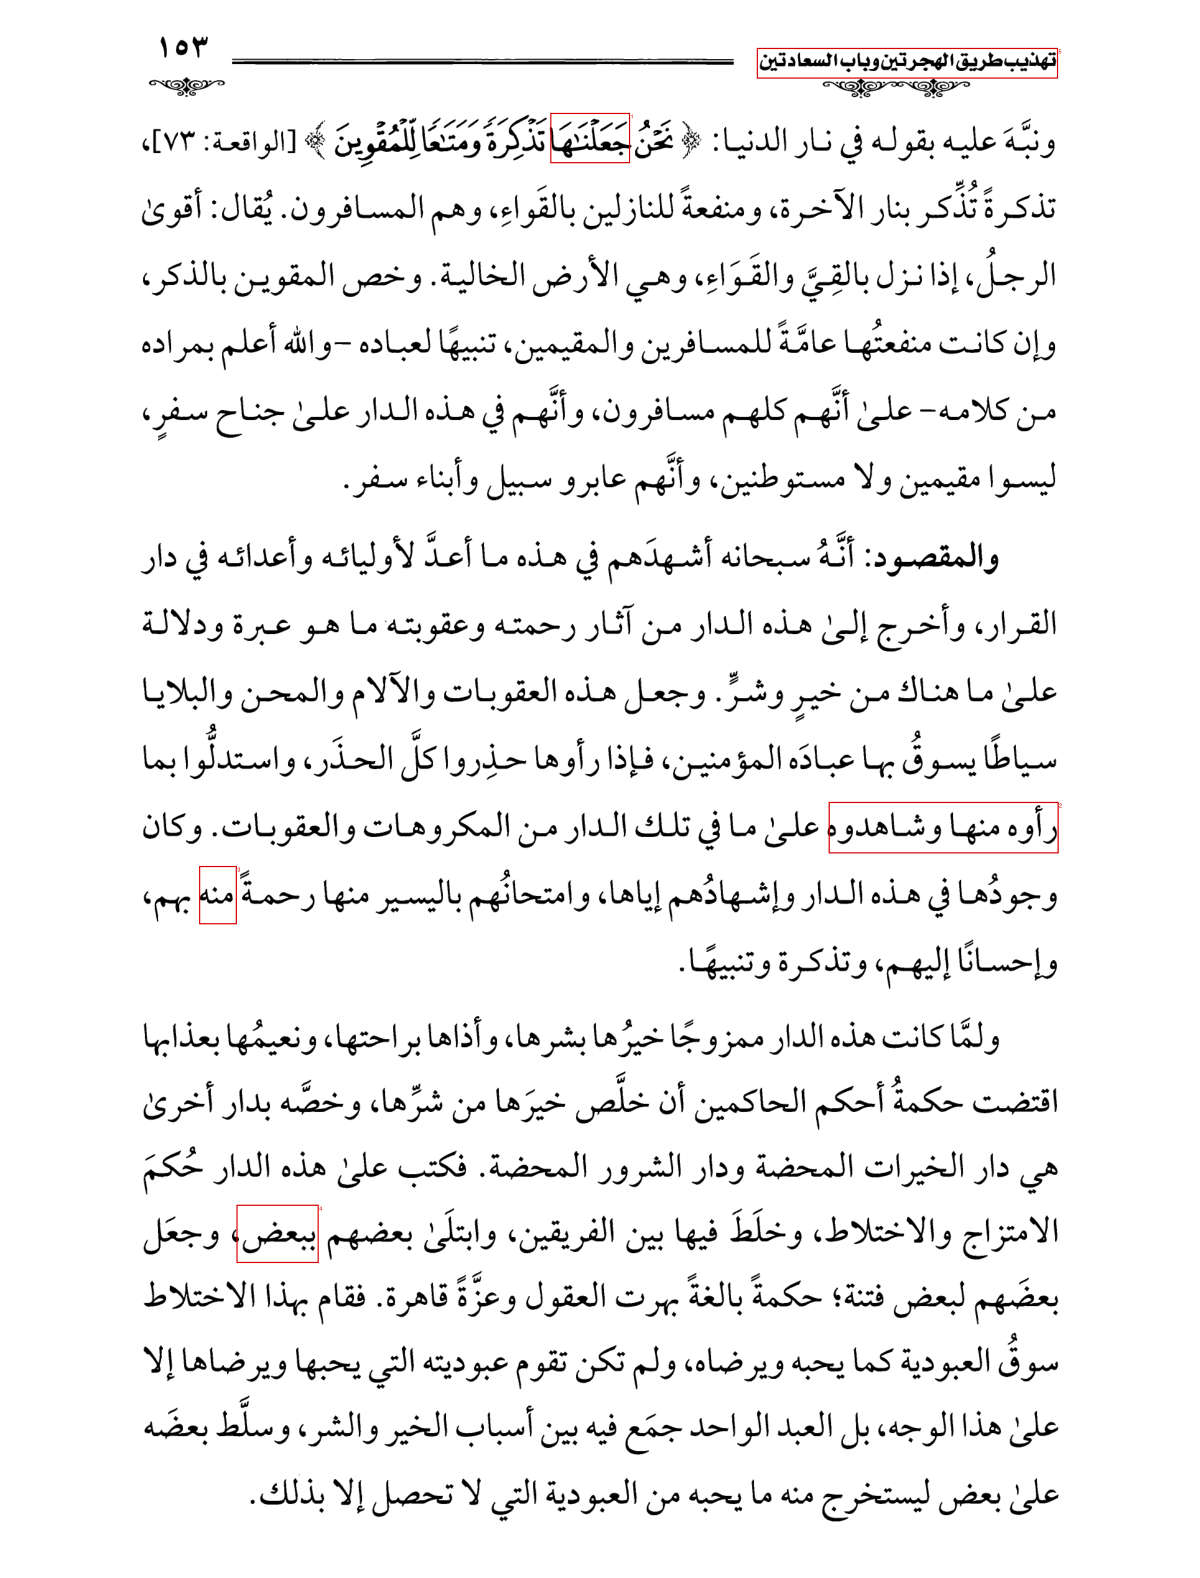 تهذيب طريق الهجرتين وباب السعادتين
١٥٣
ونبَّهَ عليه بقوله في نار الدنيا: ﴿ نَحْنُ جَعَلْنَٰهَا تَذْكِرَةً وَمَتَٰعًا لِّلْمُقْوِينَ ﴾ [الواقعة: ٧٣]،
تذكرةً تُذِّكر بنار الآخرة، ومنفعةً للنازلين بالقَواءِ، وهم المسافرون. يُقال: أقوىٰ
الرجلُ، إذا نزل بالقِيَّ والقَوَاءِ، وهي الأرض الخالية. وخص المقوين بالذكر،
وإن كانت منفعتُها عامَّةً للمسافرين والمقيمين، تنبيهًا لعباده –والله أعلم بمراده
من كلامه– علىٰ أنَّهم كلهم مسافرون، وأنَّهم في هذه الدار علىٰ جناح سفرٍ،
ليسوا مقيمين ولا مستوطنين، وأنَّهم عابرو سبيل وأبناء سفر.
والمقصود: أنَّهُ سبحانه أشهدَهم في هذه ما أعدَّ لأوليائه وأعدائه في دار
القرار، وأخرج إلىٰ هذه الدار من آثار رحمته وعقوبته ما هو عبرة ودلالة
علىٰ ما هناك من خيرٍ وشرٍّ. وجعل هذه العقوبات والآلام والمحن والبلايا
سياطًا يسوقُ بها عبادَه المؤمنين، فإذا رأوها حذِروا كلَّ الحذَر، واستدلُّوا بما
رأوه منها وشاهدوه علىٰ ما في تلك الدار من المكروهات والعقوبات. وكان
وجودُها في هذه الدار وإشهادُهم إياها، وامتحانُهم باليسير منها رحمةً منه بهم،
وإحسانًا إليهم، وتذكرة وتنبيهًا.
ولمَّا كانت هذه الدار ممزوجًا خيرُها بشرها، وأذاها براحتها، ونعيمُها بعذابها
اقتضت حكمةُ أحكم الحاكمين أن خلَّص خيرَها من شرِّها، وخصَّه بدار أخرىٰ
هي دار الخيرات المحضة ودار الشرور المحضة. فكتب علىٰ هذه الدار حُكمَ
الامتزاج والاختلاط، وخلَطَ فيها بين الفريقين، وابتلَىٰ بعضهم ببعض، وجعَل
بعضَهم لبعض فتنة؛ حكمةً بالغةً بهرت العقول وعزَّةً قاهرة. فقام بهذا الاختلاط
سوقُ العبودية كما يحبه ويرضاه، ولم تكن تقوم عبوديته التي يحبها ويرضاها إلا
علىٰ هذا الوجه، بل العبد الواحد جمَع فيه بين أسباب الخير والشر، وسلَّط بعضَه
علىٰ بعض ليستخرج منه ما يحبه من العبودية التي لا تحصل إلا بذلك.